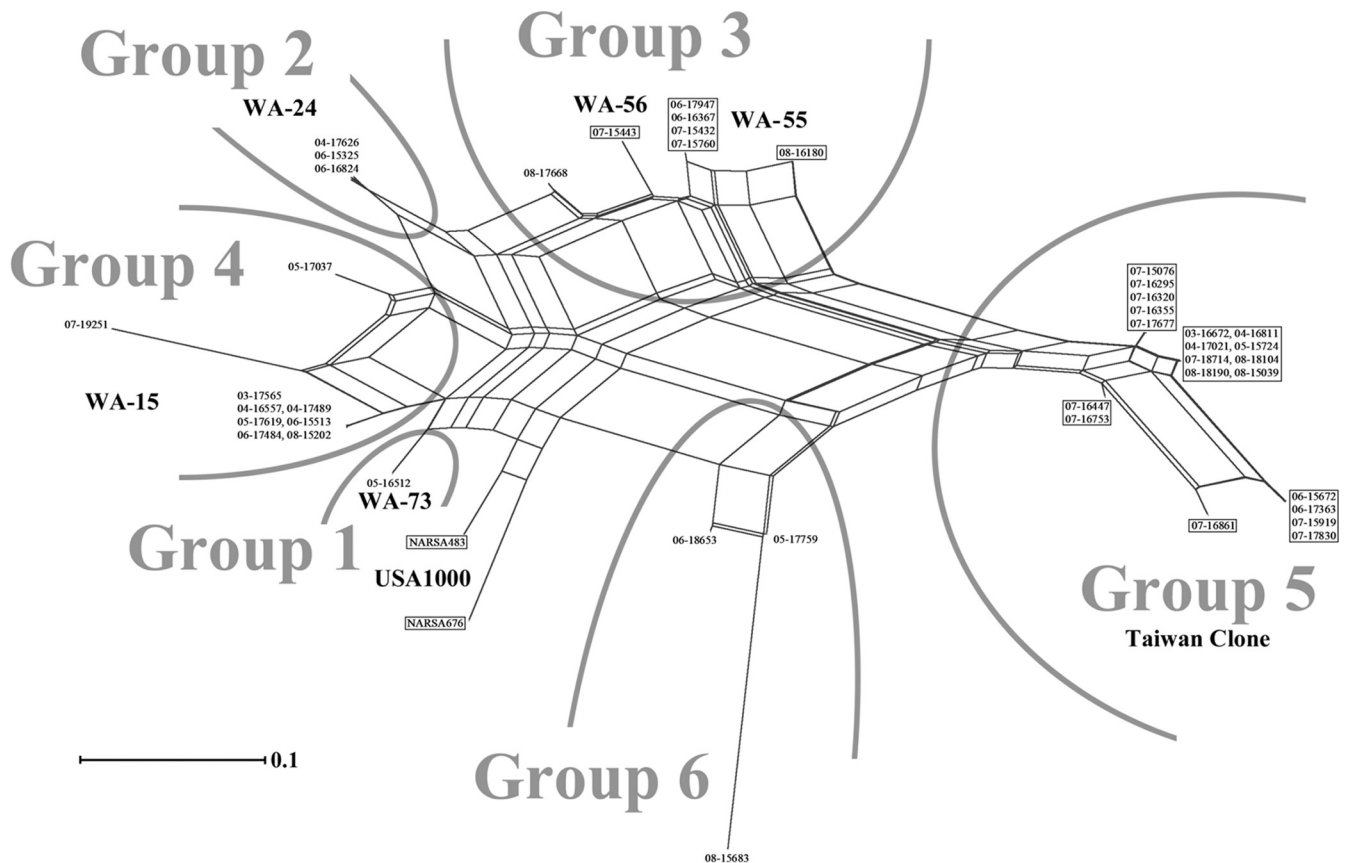 Group 2
WA-24
04-17626
06-15325
06-16824
Group 3
WA-56
07-15443
06-17947
06-16367
07-15432
07-15760
WA-55
08-16180
08-17668
Group 4
05-17037
07-19251
WA-15
03-17565
04-16557, 04-17489
05-17619, 06-15513
06-17484, 08-15202
05-16512
WA-73
Group 1
NARSA483
USA1000
NARSA676
07-15076
07-16295
07-16320
07-16355
07-17677
03-16672, 04-16811
04-17021, 05-15724
07-18714, 08-18104
08-18190, 08-15039
07-16447
07-16753
07-16861
06-15672
06-17363
07-15919
07-17830
Group 5
Taiwan Clone
06-18653
05-17759
Group 6
08-15683
0.1